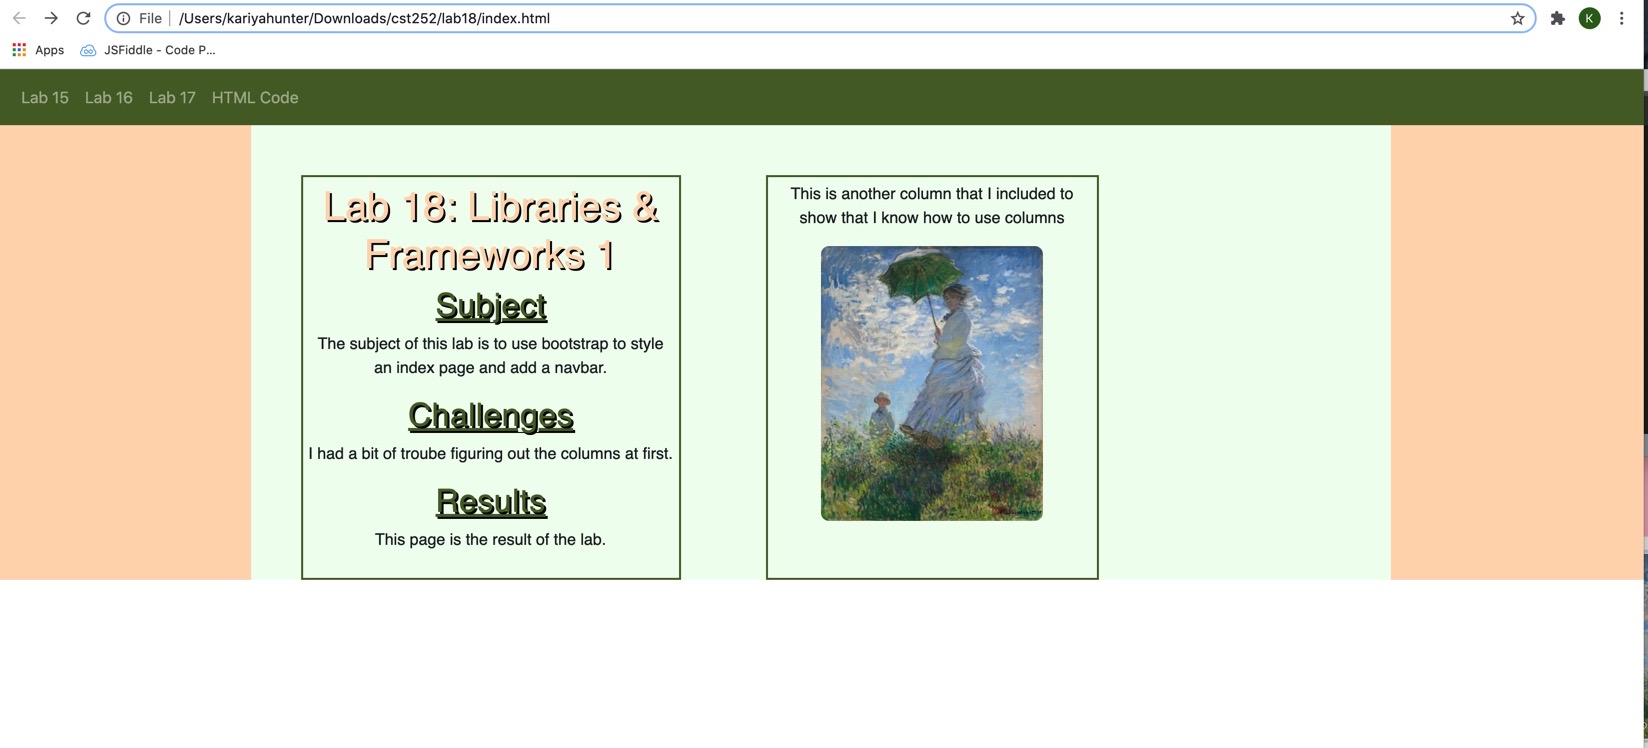 File | /Users/kariyahunter/Downloads/cst252/lab18/index.html
K
Apps JSFiddle - Code P...
Lab 15 Lab 16 Lab 17 HTML Code
Lab 18: Libraries &
Frameworks 1
Subject
The subject of this lab is to use bootstrap to style
an index page and add a navbar.
Challenges
I had a bit of troube figuring out the columns at first.
Results
This page is the result of the lab.
This is another column that I included to
show that I know how to use columns